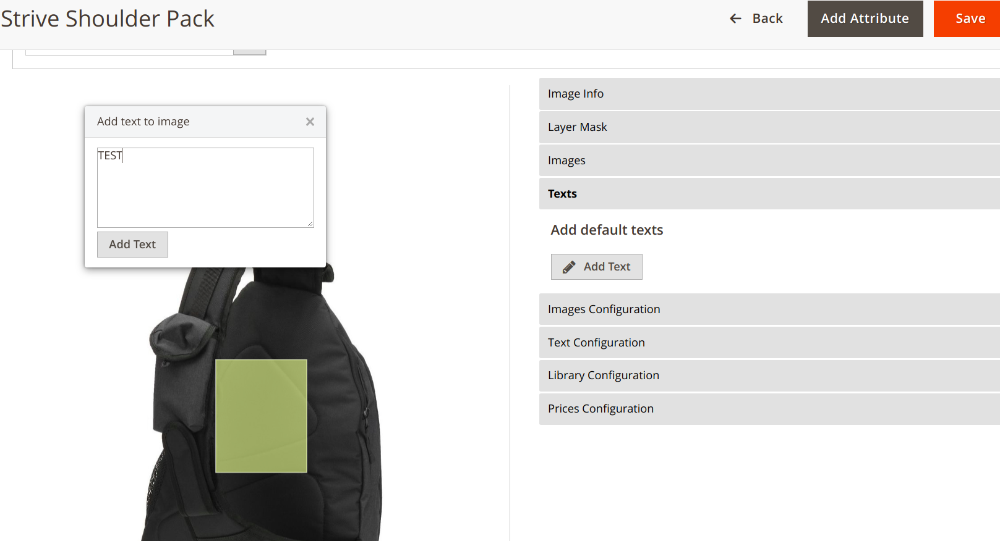 Strive Shoulder Pack
Back
Add Attribute
Save
Add text to image
TEST
Add Text
Image Info
Layer Mask
Images
Texts
Add default texts
Add Text
Images Configuration
Text Configuration
Library Configuration
Prices Configuration